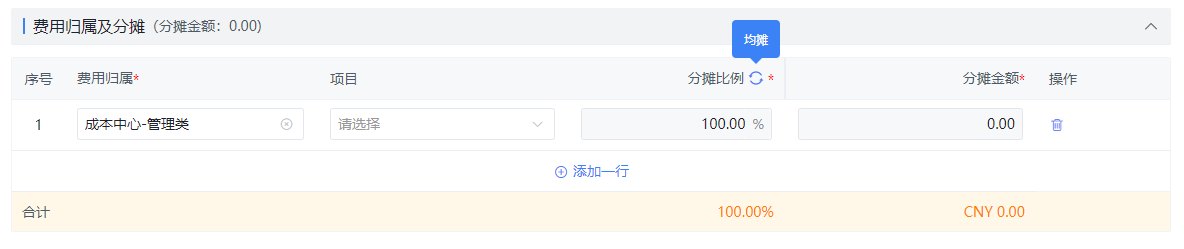 费用归属及分摊（分摊金额：0.00）
均摊
序号 费用归属* 项目 分摊比例 * 分摊金额* 操作
1 成本中心-管理类 请选择 100.00 % 0.00
添加一行
合计 100.00% CNY 0.00